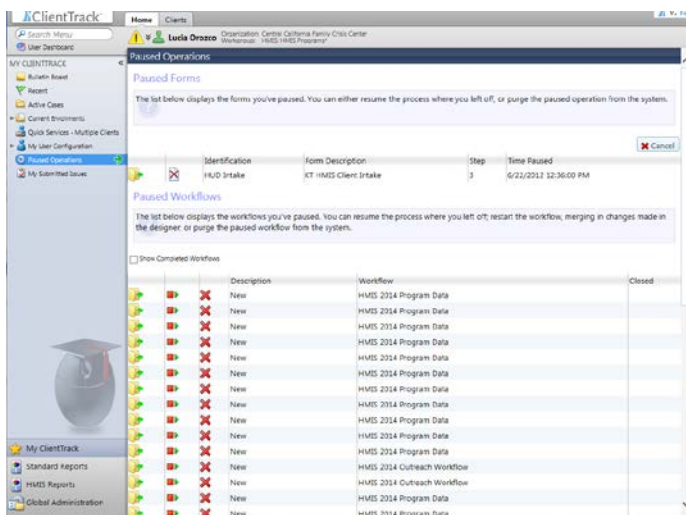 ClientTrack
Home Clients
Search Menu
User Dashboard
Lucia Orozco Organization: Central California Family Crisis Center
Workgroup: HMIS HMIS Programs*
MY CLIENTTRACK
Bulletin Board
Recent
Active Cases
Current Enrollments
Quick Services - Multiple Clients
My User Configuration
Paused Operations
My Submitted Issues
My ClientTrack
Standard Reports
HMIS Reports
Global Administration
Paused Operations
Paused Forms
The list below displays the forms you've paused. You can either resume the process where you left off, or purge the paused operation from the system.
Cancel
Identification Form Description Step Time Paused
HUD Intake KT HMIS Client Intake 3 6/22/2012 12:36:00 PM
Paused Workflows
The list below displays the workflows you've paused. You can resume the process where you left off; restart the workflow, merging in changes made in
the designer; or purge the paused workflow from the system.
Show Completed Workflows
Description Workflow Closed
New HMIS 2014 Program Data
New HMIS 2014 Program Data
New HMIS 2014 Program Data
New HMIS 2014 Program Data
New HMIS 2014 Program Data
New HMIS 2014 Program Data
New HMIS 2014 Program Data
New HMIS 2014 Program Data
New HMIS 2014 Program Data
New HMIS 2014 Program Data
New HMIS 2014 Program Data
New HMIS 2014 Outreach Workflow
New HMIS 2014 Outreach Workflow
New HMIS 2014 Program Data
New HMIS 2014 Program Data